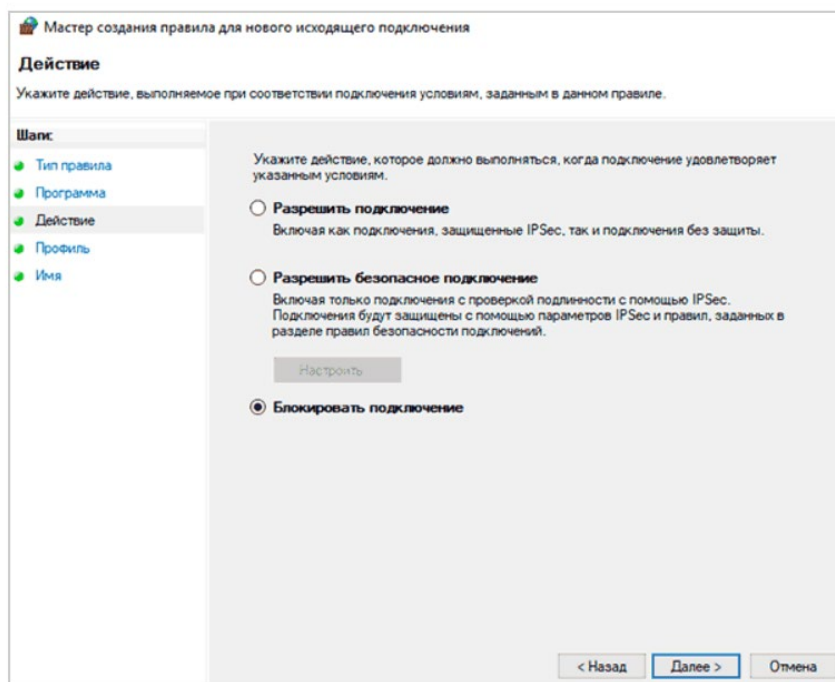 Мастер создания правила для нового исходящего подключения
Действие
Укажите действие, выполняемое при соответствии подключения условиям, заданным в данном правиле.
Шаги:
Тип правила
Программа
Действие
Профиль
Имя
Укажите действие, которое должно выполняться, когда подключение удовлетворяет
указанным условиям.
Разрешить подключение
Включая как подключения, защищенные IPSec, так и подключения без защиты.
Разрешить безопасное подключение
Включая только подключения с проверкой подлинности с помощью IPSec.
Подключения будут защищены с помощью параметров IPSec и правил, заданных в
разделе правил безопасности подключений.
Настроить
Блокировать подключение
< Назад
Далее >
Отмена